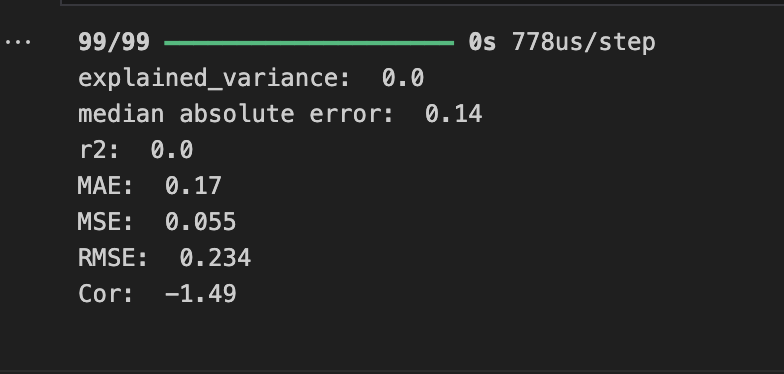 ...
99/99 ━━━━━━━━━━━━━━━━━━━━ 0s 778us/step
explained_variance:  0.0
median absolute error:  0.14
r2:  0.0
MAE:  0.17
MSE:  0.055
RMSE:  0.234
Cor:  -1.49